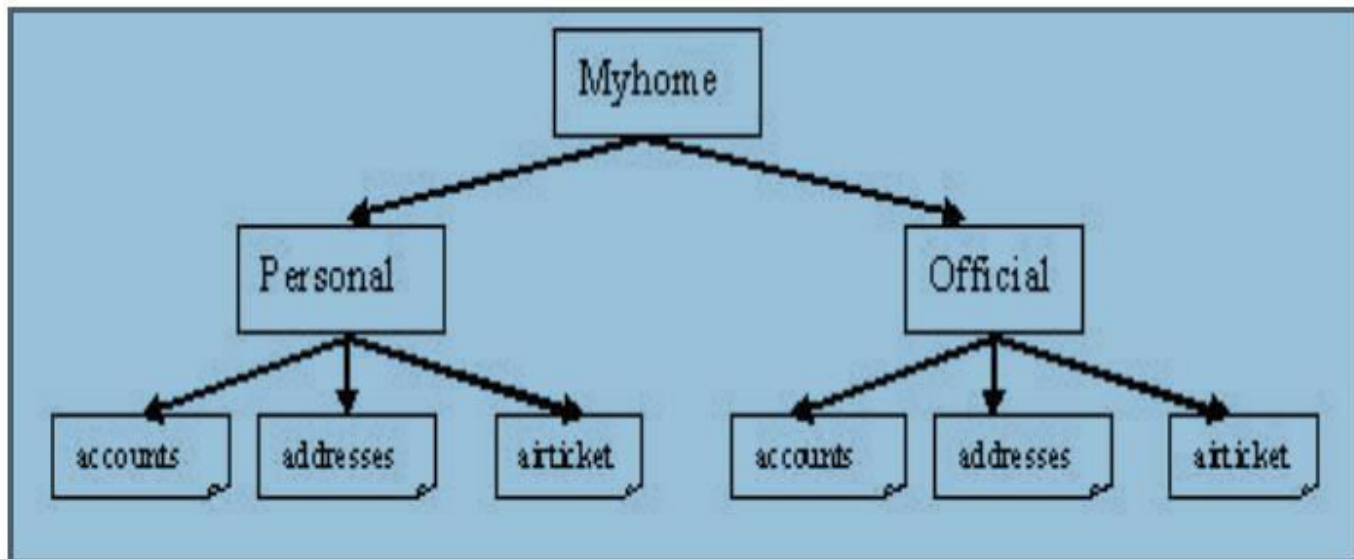 Myhome
Personal
Official
accounts
addresses
airticket
accounts
addresses
airticket